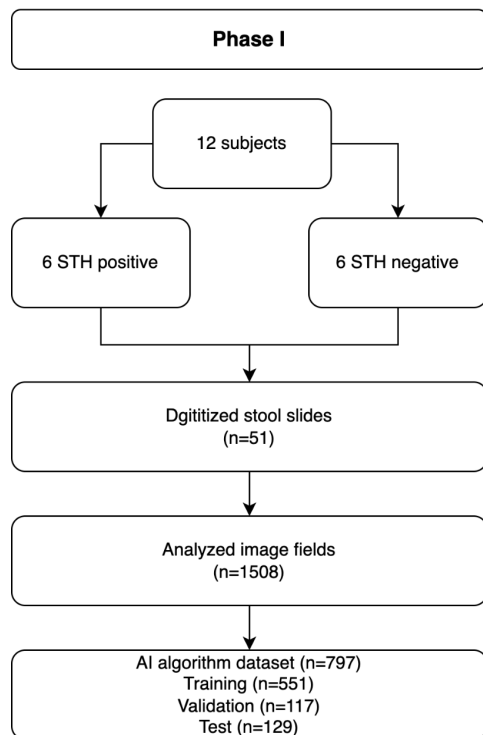 Phase I
12 subjects
6 STH positive
6 STH negative
Dgititized stool slides
(n=51)
Analyzed image fields
(n=1508)
AI algorithm dataset (n=797)
Training (n=551)
Validation (n=117)
Test (n=129)